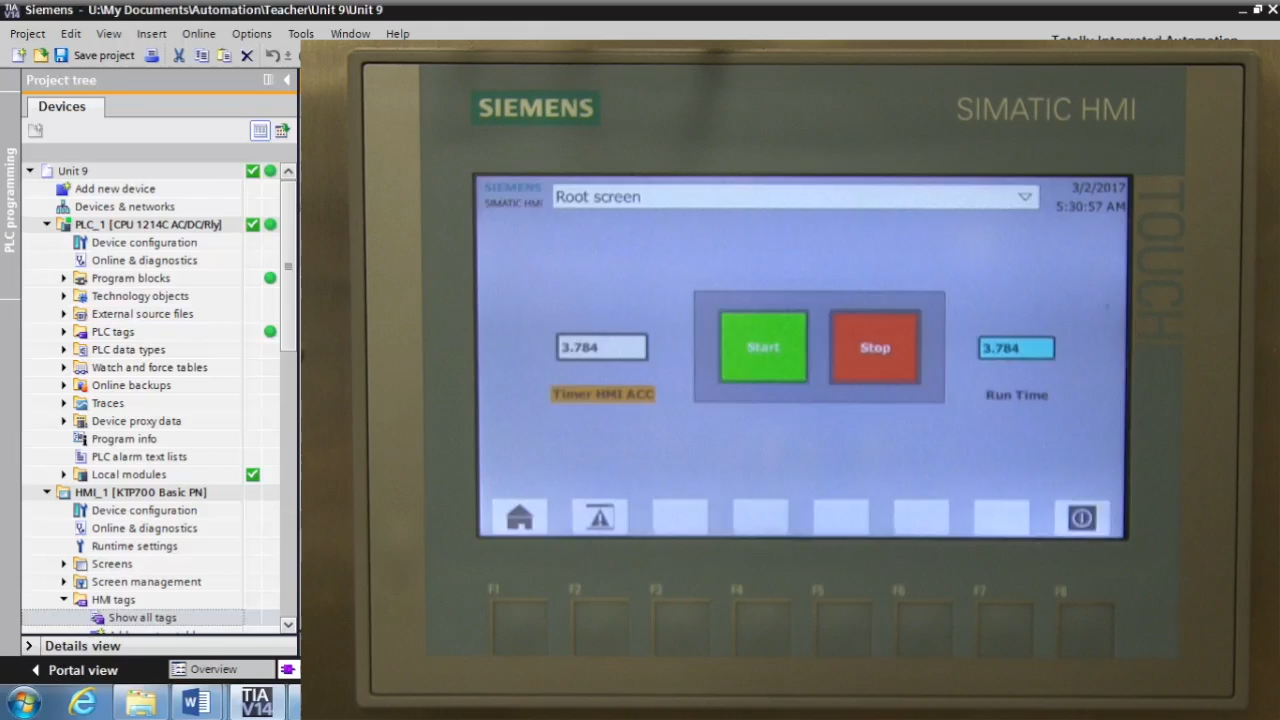 TIA V14 Siemens - U:\My Documents\Automation\Teacher\Unit 9\Unit 9
Project Edit View Insert Online Options Tools Window Help
Save project
Totally Integrated Automation
Project tree
Devices
PLC programming
Unit 9
Add new device
Devices & networks
PLC_1 [CPU 1214C AC/DC/Rly]
Device configuration
Online & diagnostics
Program blocks
Technology objects
External source files
PLC tags
PLC data types
Watch and force tables
Online backups
Traces
Device proxy data
Program info
PLC alarm text lists
Local modules
HMI_1 [KTP700 Basic PN]
Device configuration
Online & diagnostics
Runtime settings
Screens
Screen management
HMI tags
Show all tags
Details view
Portal view
Overview
TIA V14
SIEMENS
SIMATIC HMI
TOUCH
SIEMENS
SIMATIC HMI
Root screen
3/2/2017
5:30:57 AM
3.784
Start
Stop
3.784
Timer HMI ACC
Run Time
F1 F2 F3 F4 F5 F6 F7 F8